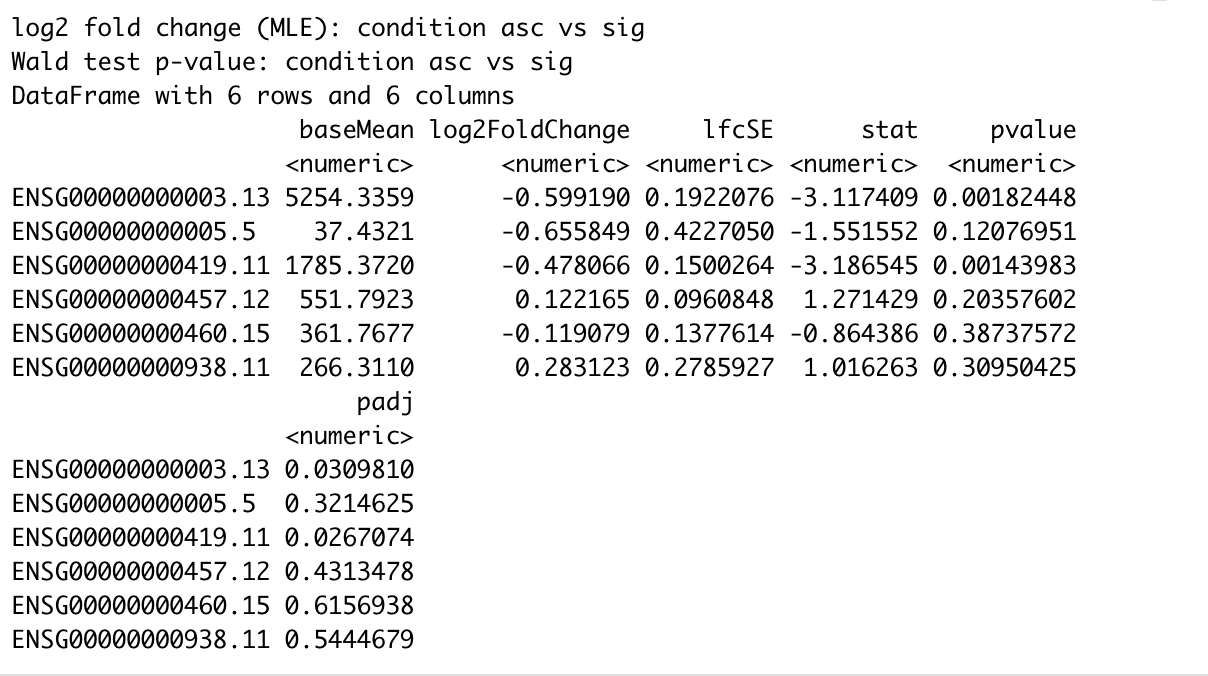 log2 fold change (MLE): condition asc vs sig
Wald test p-value: condition asc vs sig
DataFrame with 6 rows and 6 columns
baseMean log2FoldChange lfcSE stat pvalue
<numeric> <numeric> <numeric> <numeric> <numeric>
ENSG00000000003.13 5254.3359 -0.599190 0.1922076 -3.117409 0.00182448
ENSG00000000005.5 37.4321 -0.655849 0.4227050 -1.551552 0.12076951
ENSG00000000419.11 1785.3720 -0.478066 0.1500264 -3.186545 0.00143983
ENSG00000000457.12 551.7923 0.122165 0.0960848 1.271429 0.20357602
ENSG00000000460.15 361.7677 -0.119079 0.1377614 -0.864386 0.38737572
ENSG00000000938.11 266.3110 0.283123 0.2785927 1.016263 0.30950425
padj
<numeric>
ENSG00000000003.13 0.0309810
ENSG00000000005.5 0.3214625
ENSG00000000419.11 0.0267074
ENSG00000000457.12 0.4313478
ENSG00000000460.15 0.6156938
ENSG00000000938.11 0.5444679